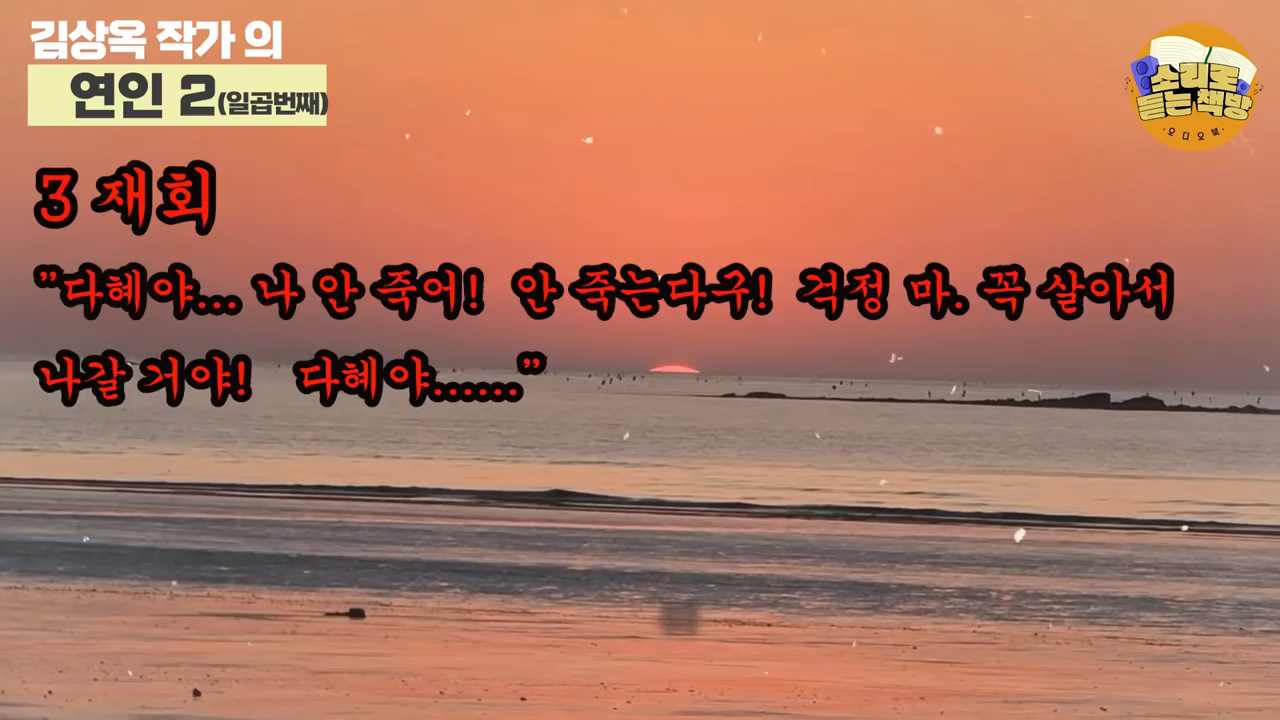 김상옥 작가 의
연인 2(일곱번째)
소리로
듣는 책방
·오디오북·
3 재회
"다혜야... 나 안 죽어! 안 죽는다구! 걱정 마. 꼭 살아서
나갈 거야! 다혜야......"